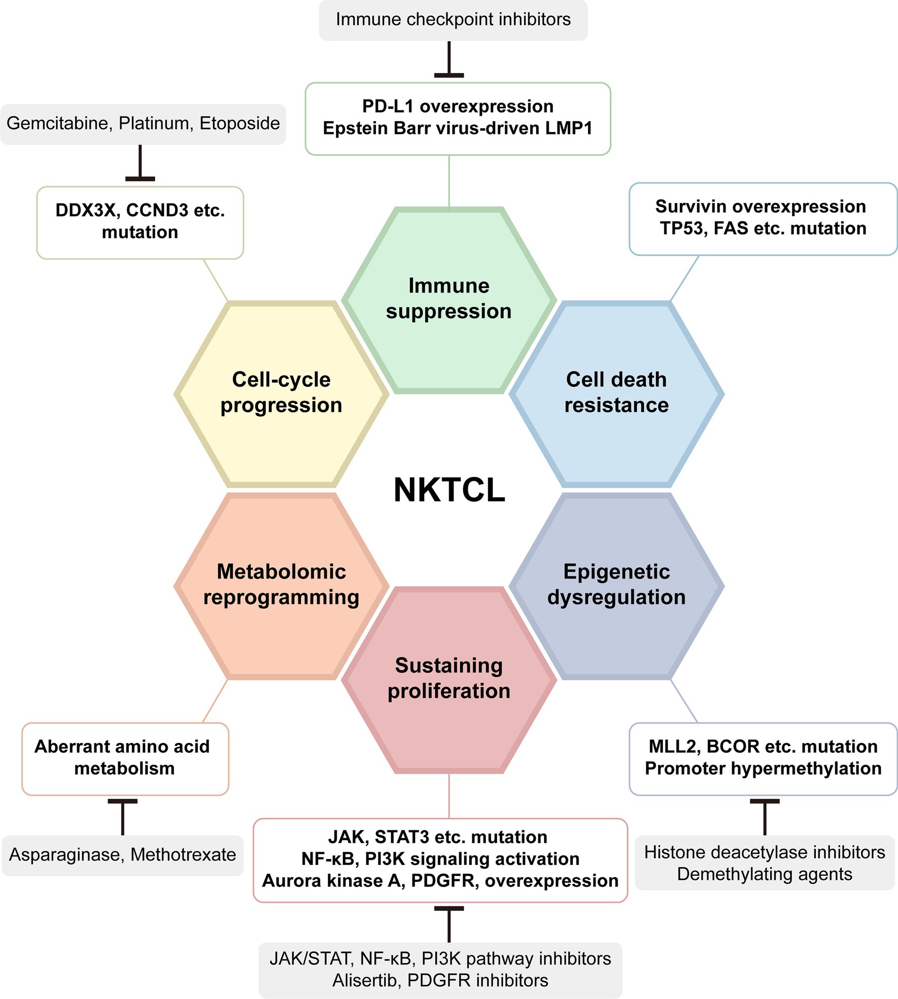 Immune checkpoint inhibitors
PD-L1 overexpression
Epstein Barr virus-driven LMP1
Gemcitabine, Platinum, Etoposide
DDX3X, CCND3 etc.
mutation
Survivin overexpression
TP53, FAS etc. mutation
Immune
suppression
Cell-cycle
progression
Cell death
resistance
NKTCL
Metabolomic
reprogramming
Epigenetic
dysregulation
Sustaining
proliferation
Aberrant amino acid
metabolism
MLL2, BCOR etc. mutation
Promoter hypermethylation
Asparaginase, Methotrexate
JAK, STAT3 etc. mutation
NF-κB, PI3K signaling activation
Aurora kinase A, PDGFR, overexpression
Histone deacetylase inhibitors
Demethylating agents
JAK/STAT, NF-κB, PI3K pathway inhibitors
Alisertib, PDGFR inhibitors